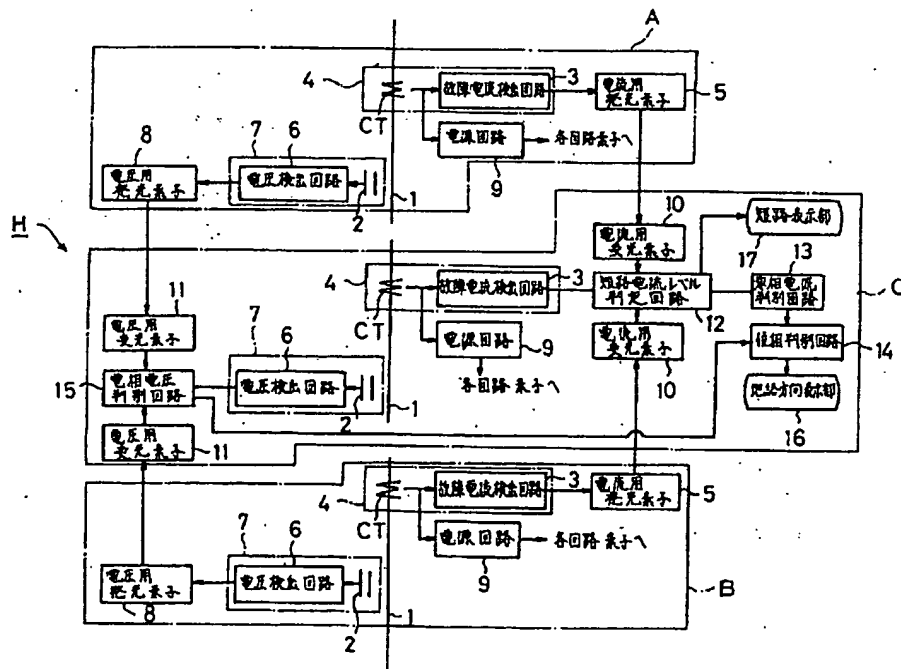 A
4
CT
故障電流検出回路
3
電流用
発光素子
5
電源回路
各回路素子へ
9
8
電圧用
発光素子
7
6
電圧検出回路
2
1
H
10
電流用
受光素子
短絡表示部
17
C
4
CT
故障電流検出回路
3
短絡電流レベル
判定回路
12
13
零相電流
判別回路
11
電圧用
受光素子
7
6
電源回路
9
電流用
受光素子
10
位相判別回路
14
15
零相電圧
判別回路
電圧検出回路
2
1
各回路素子へ
地絡方向表示部
16
電圧用
受光素子
11
4
CT
故障電流検出回路
3
電流用
発光素子
5
電源回路
各回路素子へ
9
7
6
電圧用
発光素子
8
電圧検出回路
2
1
B